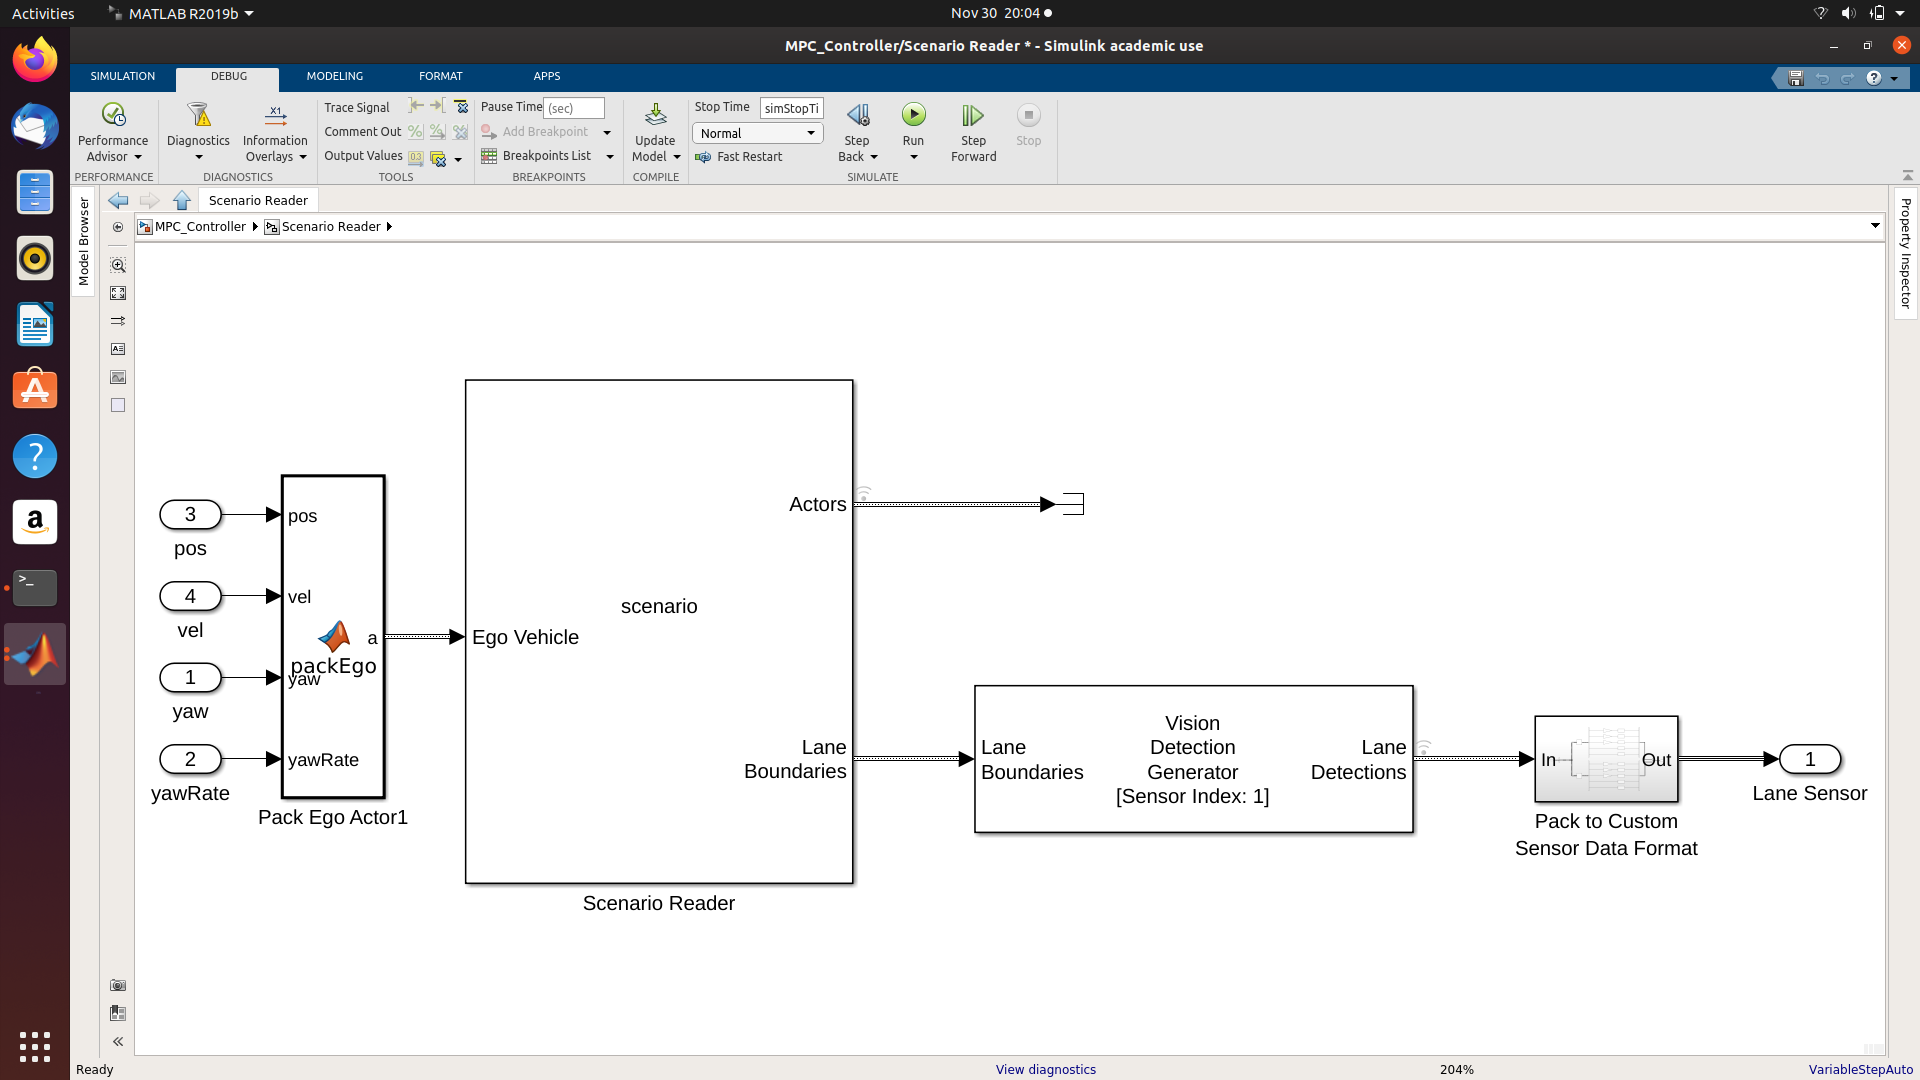 Activities
MATLAB R2019b
Nov 30 20:04
MPC_Controller/Scenario Reader * - Simulink academic use
SIMULATION
DEBUG
MODELING
FORMAT
APPS
?
Performance
Advisor
PERFORMANCE
Diagnostics
Information
Overlays
DIAGNOSTICS
Trace Signal
Comment Out
Output Values
TOOLS
Pause Time
(sec)
Add Breakpoint
Breakpoints List
BREAKPOINTS
Update
Model
COMPILE
Stop Time
simStopTi
Normal
Fast Restart
Step
Back
Run
Step
Forward
Stop
SIMULATE
Model Browser
Scenario Reader
Property Inspector
MPC_Controller
Scenario Reader
3
pos
4
vel
1
yaw
2
yawRate
pos
vel
yaw
yawRate
packEgo
a
Pack Ego Actor1
Ego Vehicle
scenario
Actors
Lane
Boundaries
Scenario Reader
Lane
Boundaries
Vision
Detection
Generator
[Sensor Index: 1]
Lane
Detections
In
Out
Pack to Custom
Sensor Data Format
1
Lane Sensor
Ready
View diagnostics
204%
VariableStepAuto